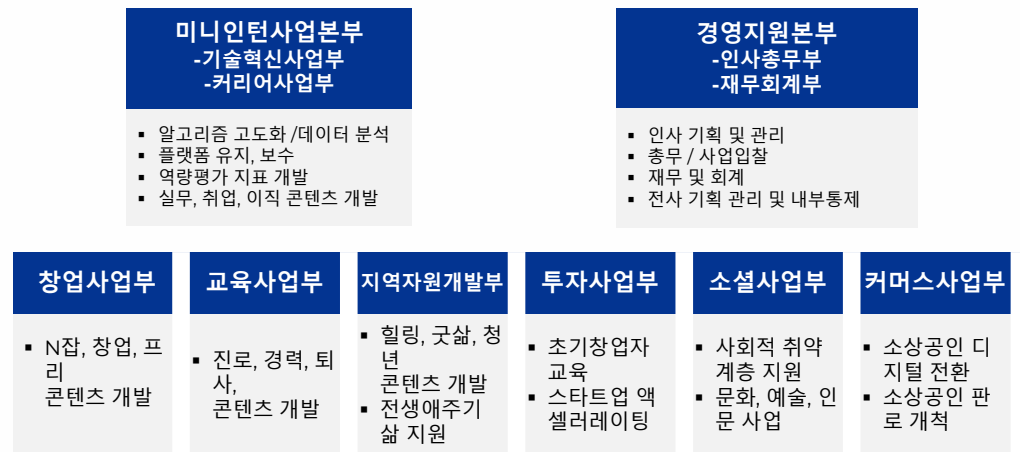 미니인턴사업본부
-기술혁신사업부
-커리어사업부
▪ 알고리즘 고도화 /데이터 분석
▪ 플랫폼 유지, 보수
▪ 역량평가 지표 개발
▪ 실무, 취업, 이직 콘텐츠 개발
경영지원본부
-인사총무부
-재무회계부
▪ 인사 기획 및 관리
▪ 총무 / 사업입찰
▪ 재무 및 회계
▪ 전사 기획 관리 및 내부통제
창업사업부
▪ N잡, 창업, 프
리
콘텐츠 개발
교육사업부
▪ 진로, 경력, 퇴
사,
콘텐츠 개발
지역자원개발부
▪ 힐링, 굿삶, 청
년
콘텐츠 개발
▪ 전생애주기
삶 지원
투자사업부
▪ 초기창업자
교육
▪ 스타트업 액
셀러레이팅
소셜사업부
▪ 사회적 취약
계층 지원
▪ 문화, 예술, 인
문 사업
커머스사업부
▪ 소상공인 디
지털 전환
▪ 소상공인 판
로 개척